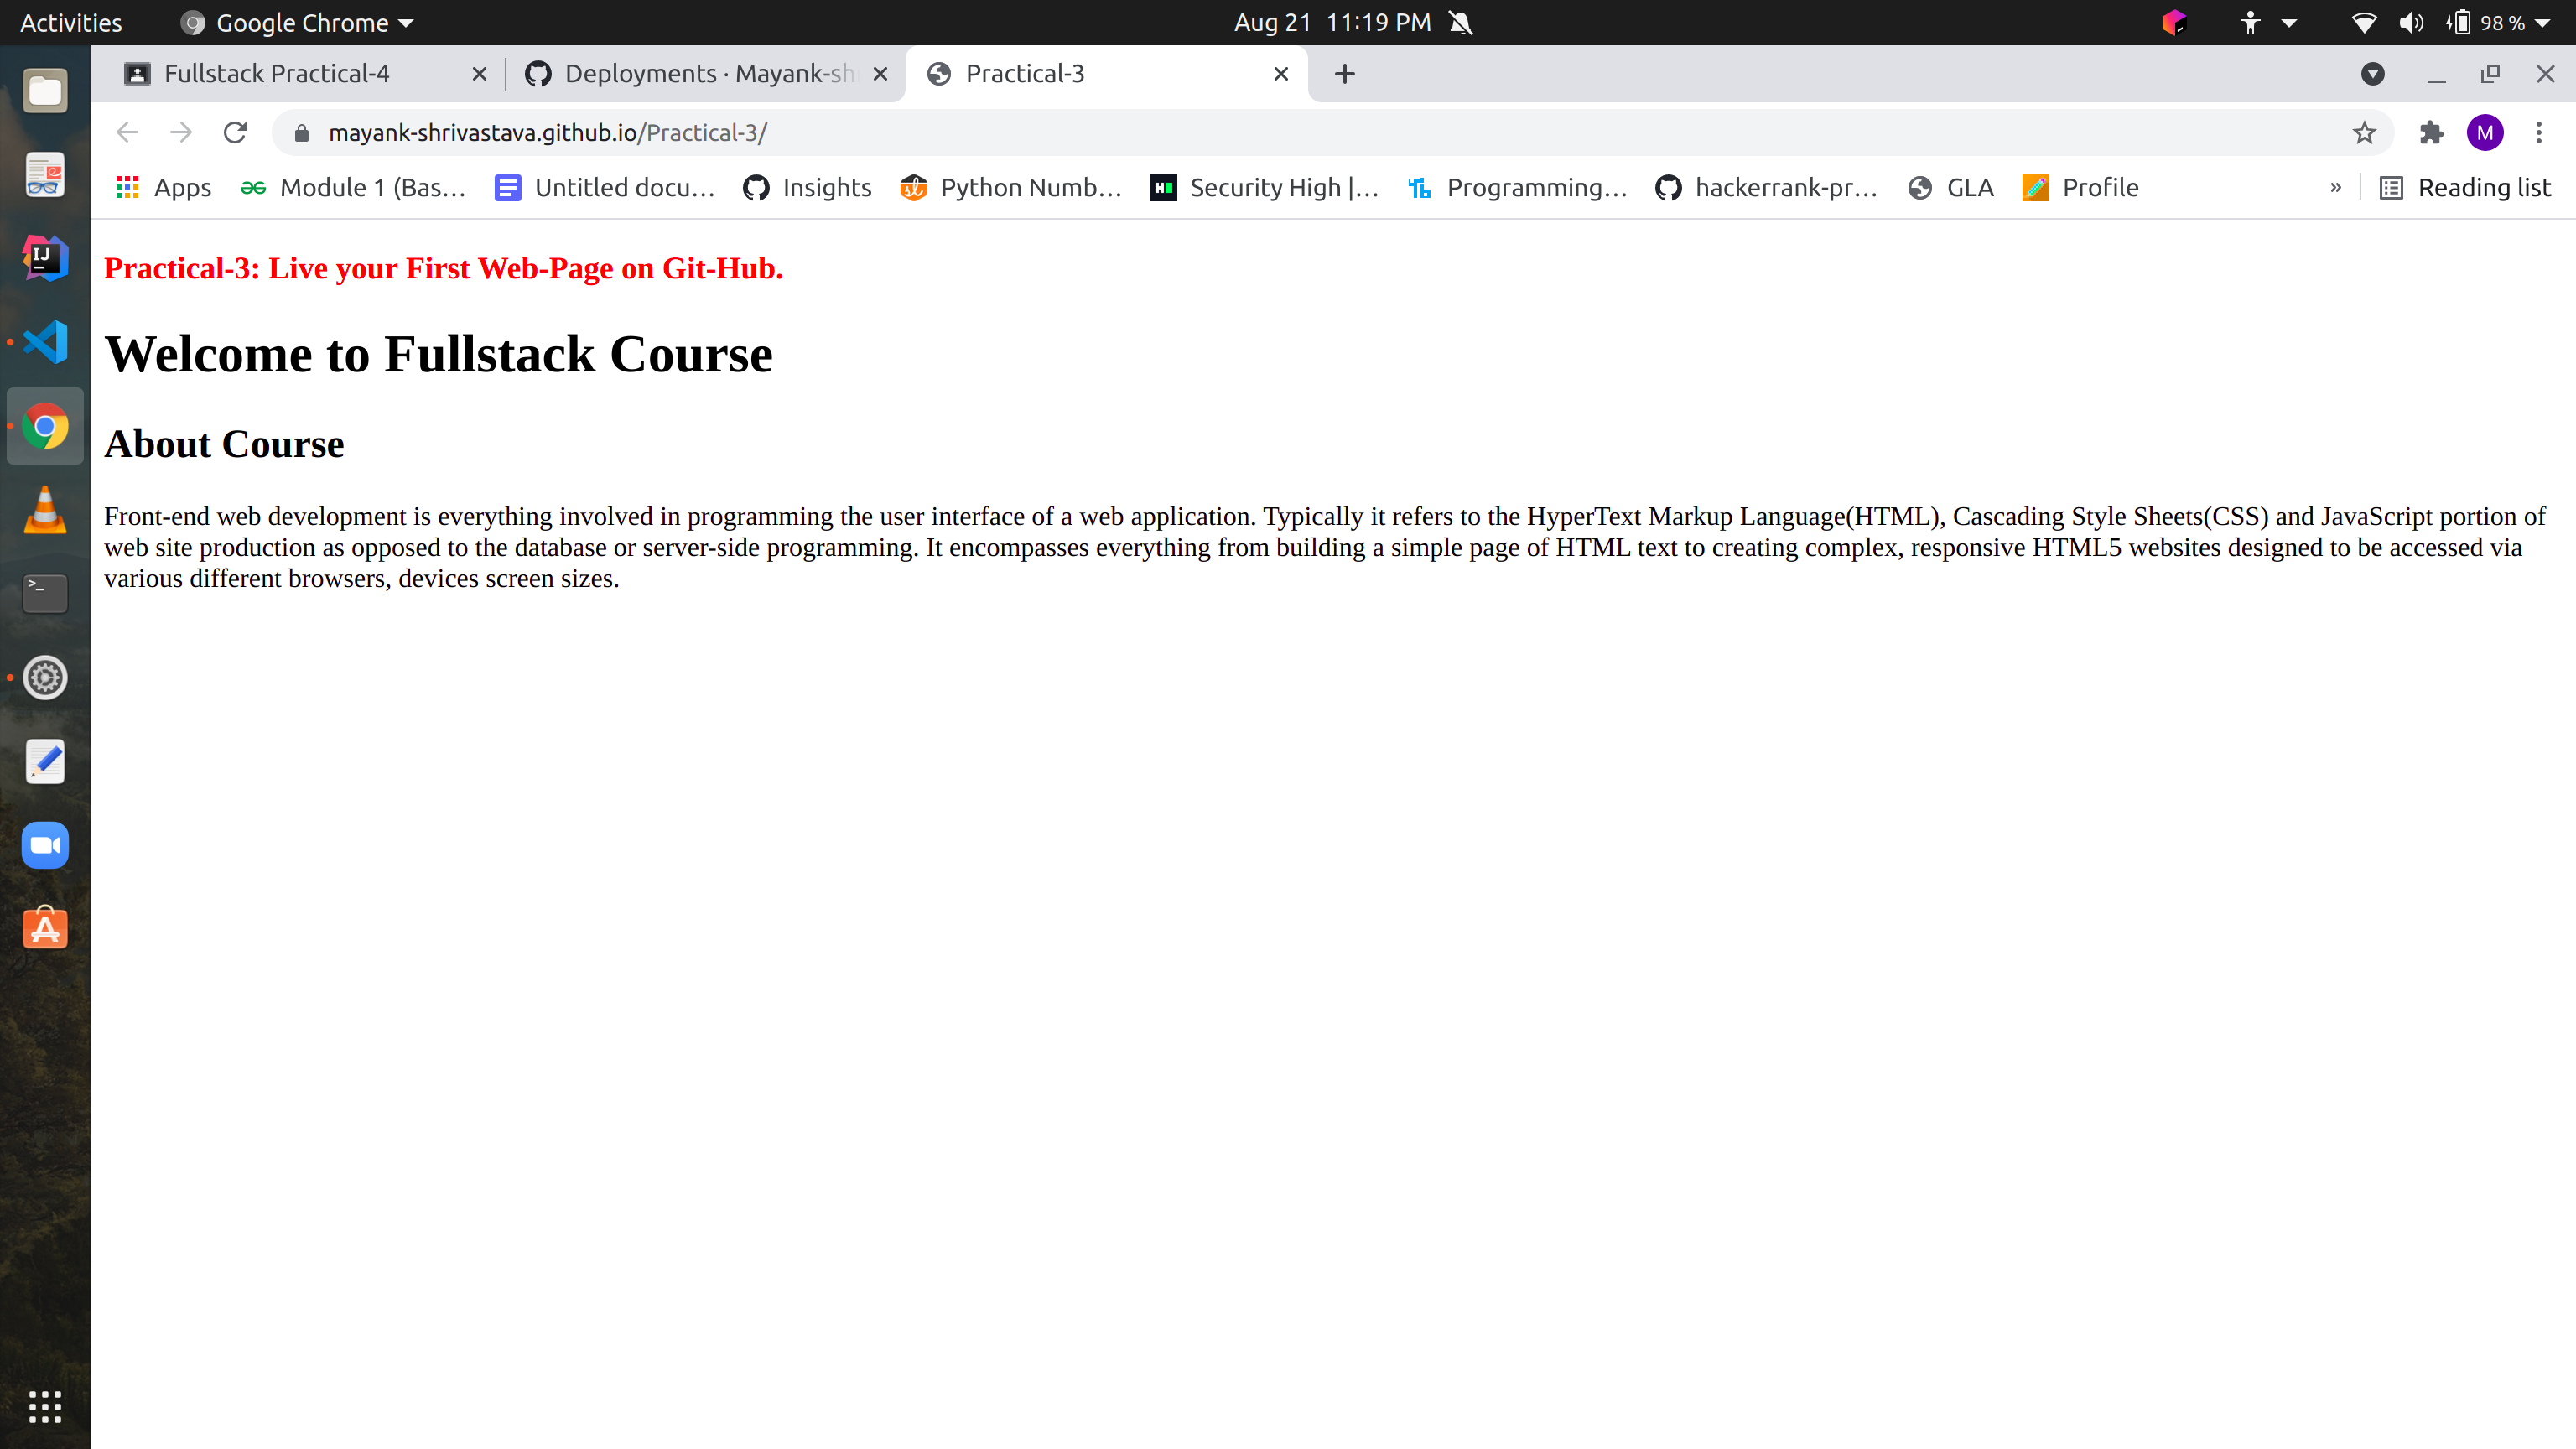 Activities Google Chrome Aug 21 11:19 PM 98 %
Fullstack Practical-4 Deployments · Mayank-sh Practical-3
mayank-shrivastava.github.io/Practical-3/ M
Apps Module 1 (Bas… Untitled docu… Insights Python Numb… Security High |… Programming… hackerrank-pr… GLA Profile » Reading list
Practical-3: Live your First Web-Page on Git-Hub.
Welcome to Fullstack Course
About Course
Front-end web development is everything involved in programming the user interface of a web application. Typically it refers to the HyperText Markup Language(HTML), Cascading Style Sheets(CSS) and JavaScript portion of
web site production as opposed to the database or server-side programming. It encompasses everything from building a simple page of HTML text to creating complex, responsive HTML5 websites designed to be accessed via
various different browsers, devices screen sizes.